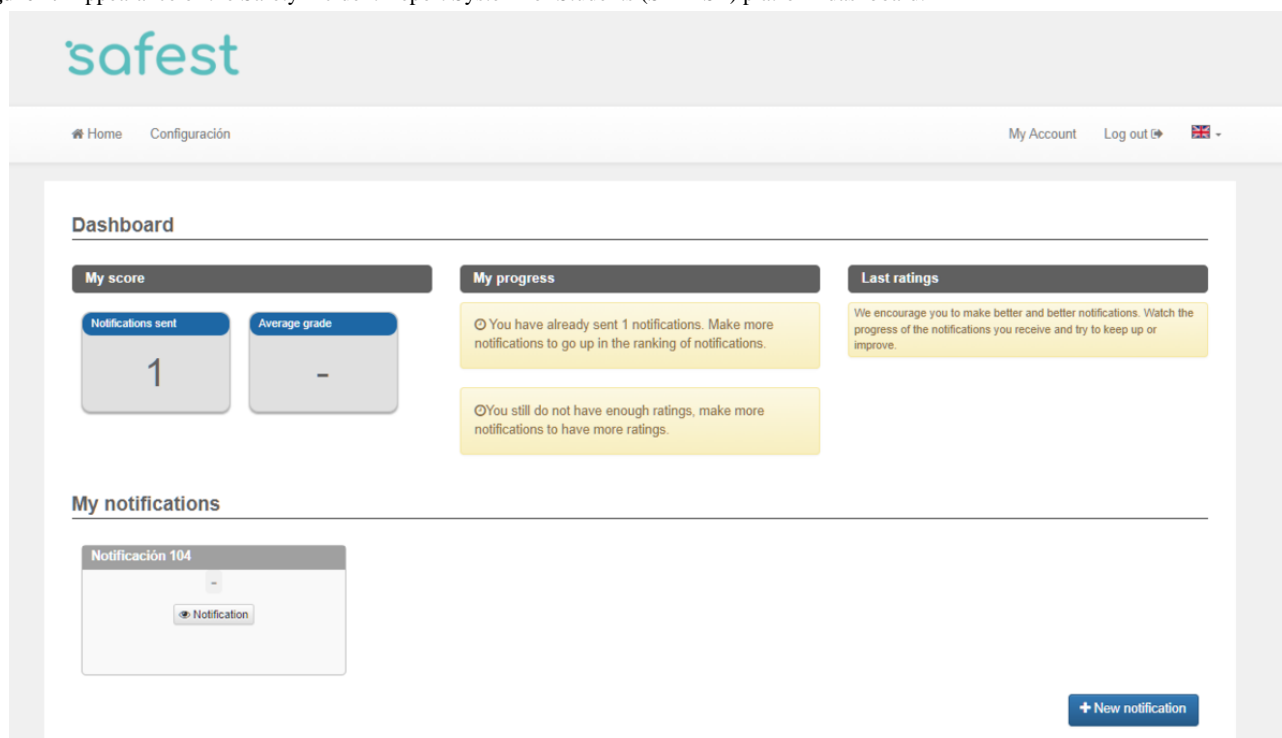 safest
Home Configuración My Account Log out
Dashboard
My score
Notifications sent
1
Average grade
-
My progress
You have already sent 1 notifications. Make more
notifications to go up in the ranking of notifications.
You still do not have enough ratings, make more
notifications to have more ratings.
Last ratings
We encourage you to make better and better notifications. Watch the
progress of the notifications you receive and try to keep up or
improve.
My notifications
Notificación 104
-
Notification
+ New notification